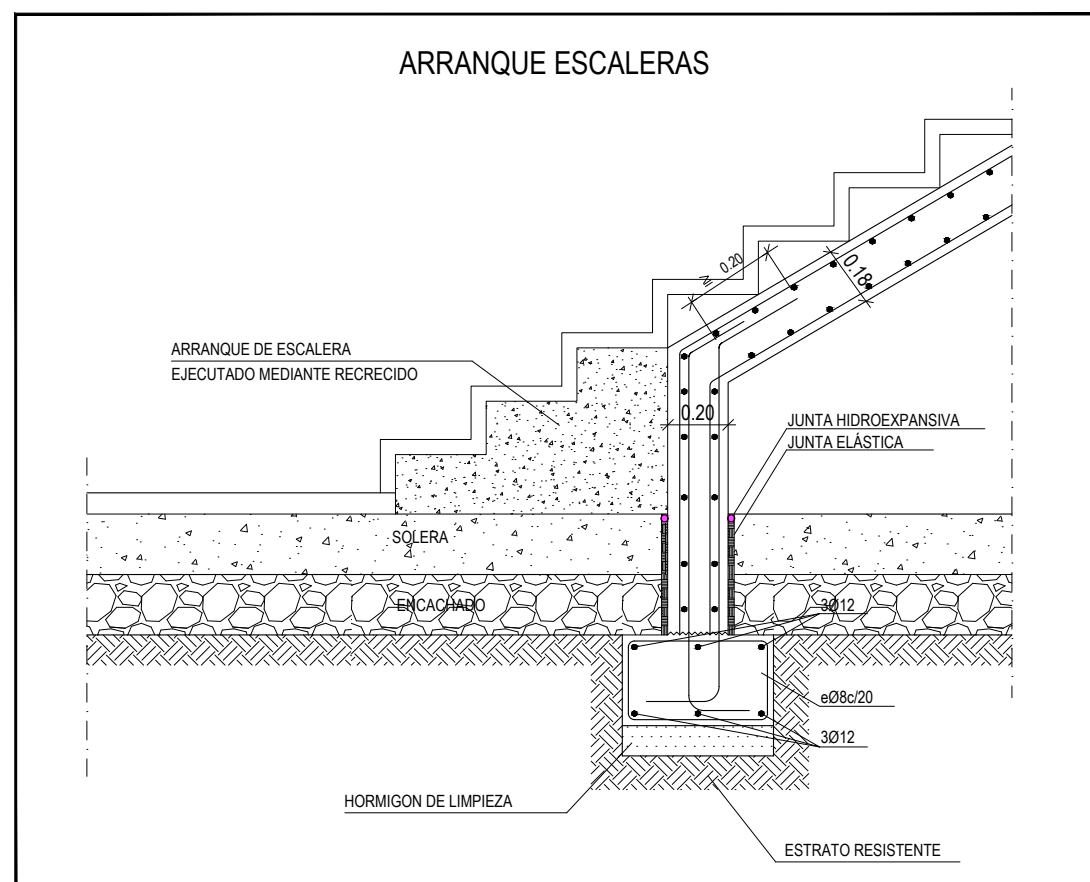 ARRANQUE ESCALERAS
≥ 0.20
0.18
ARRANQUE DE ESCALERA
EJECUTADO MEDIANTE RECRECIDO
0.20
JUNTA HIDROEXPANSIVA
JUNTA ELÁSTICA
SOLERA
ENCACHADO
3Ø12
eØ8c/20
3Ø12
HORMIGON DE LIMPIEZA
ESTRATO RESISTENTE